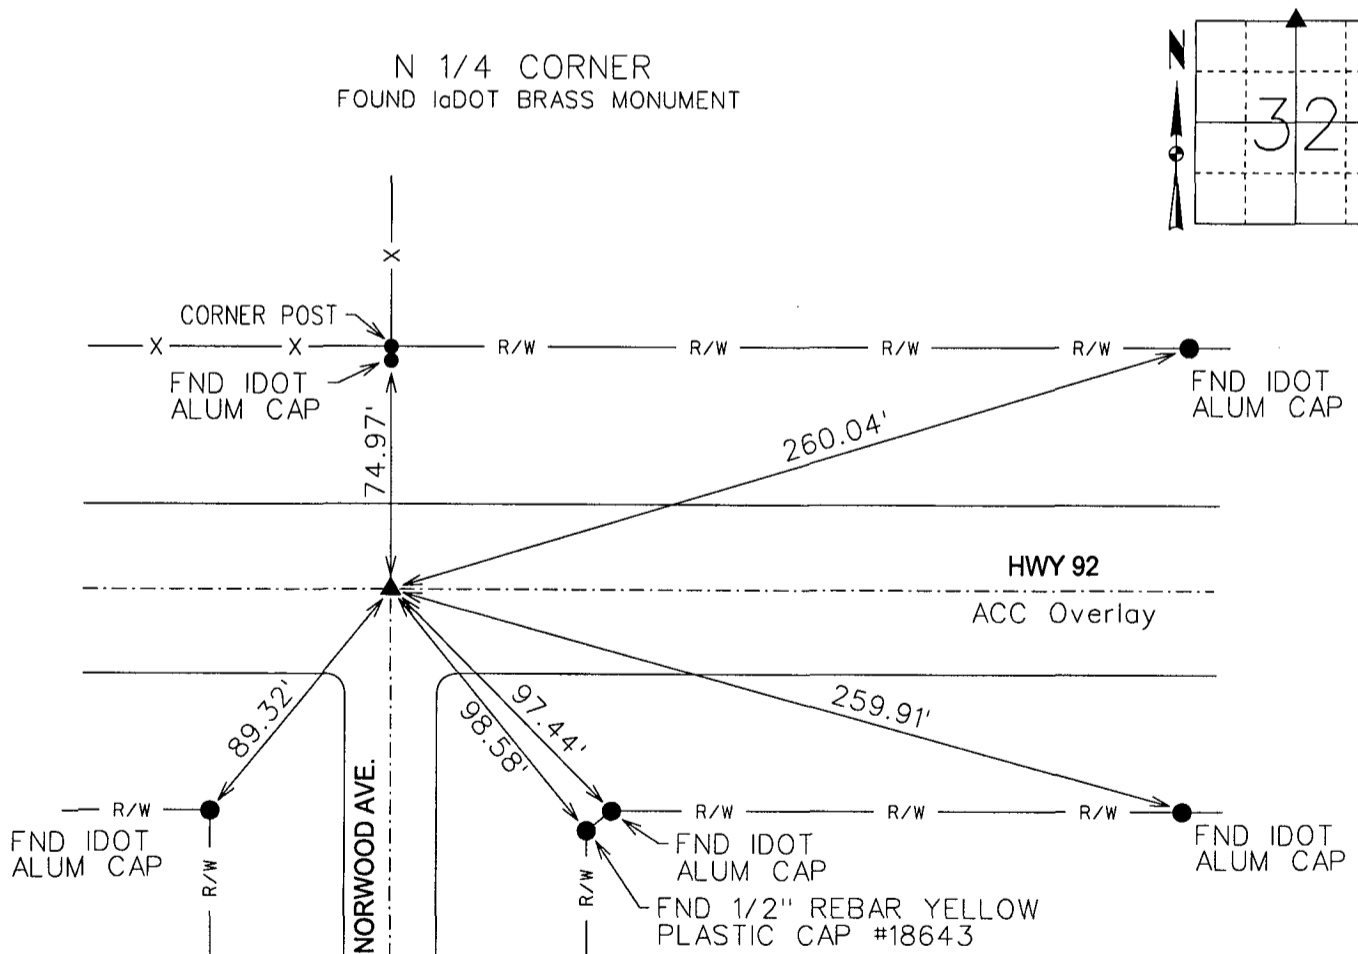 N 1/4 CORNER
FOUND IaDOT BRASS MONUMENT
N
32
X
CORNER POST
X X R/W R/W R/W R/W
FND IDOT
ALUM CAP
FND IDOT
ALUM CAP
74.97'
260.04'
HWY 92
ACC Overlay
89.32'
98.58'
97.44'
259.91'
NORWOOD AVE.
R/W R/W R/W R/W
FND IDOT
ALUM CAP
R/W
FND IDOT
ALUM CAP
R/W
FND IDOT
ALUM CAP
FND 1/2" REBAR YELLOW
PLASTIC CAP #18643